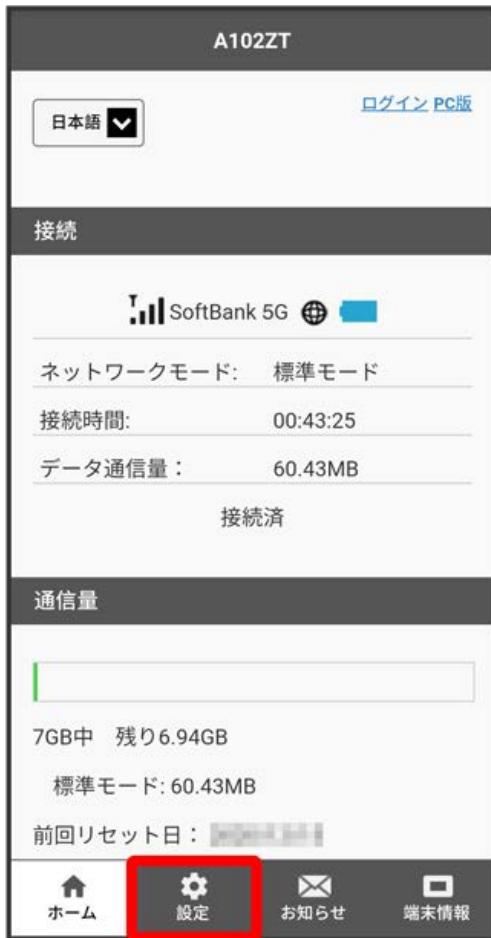 A102ZT
日本語
ログイン PC版
接続
SoftBank 5G
ネットワークモード: 標準モード
接続時間: 00:43:25
データ通信量： 60.43MB
接続済
通信量
7GB中 残り6.94GB
標準モード: 60.43MB
前回リセット日：
ホーム 設定 お知らせ 端末情報